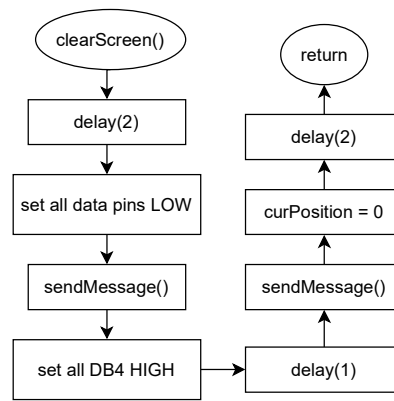 clearScreen()
delay(2)
set all data pins LOW
sendMessage()
set all DB4 HIGH
delay(1)
sendMessage()
curPosition = 0
delay(2)
return